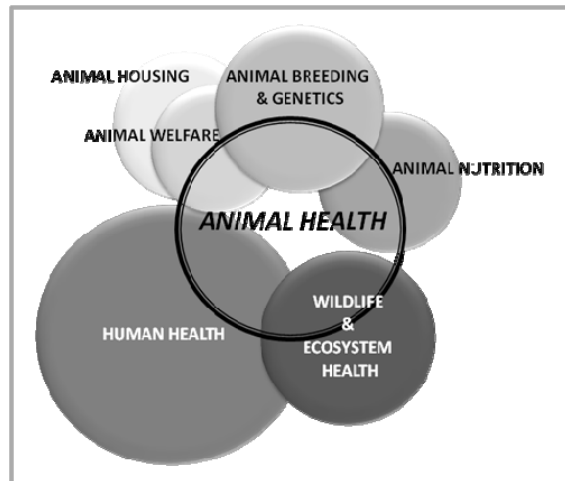 ANIMAL HOUSING
ANIMAL BREEDING
& GENETICS
ANIMAL WELFARE
ANIMAL NUTRITION
ANIMAL HEALTH
WILDLIFE
&
ECOSYSTEM
HEALTH
HUMAN HEALTH